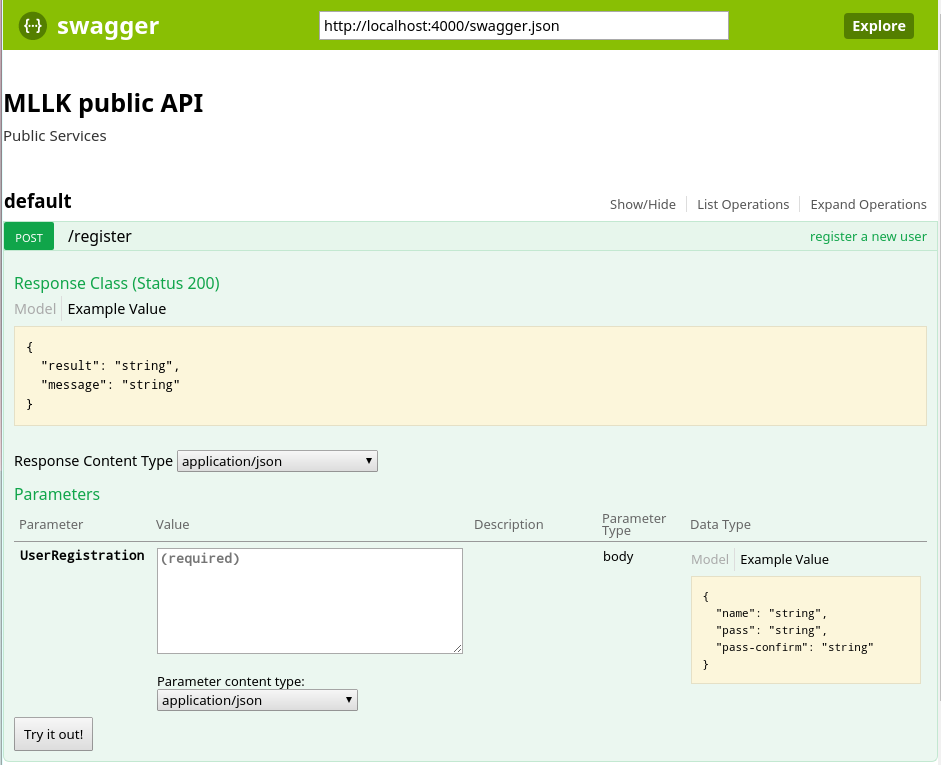 {··} swagger http://localhost:4000/swagger.json Explore
MLLK public API
Public Services
default Show/Hide List Operations Expand Operations
POST /register register a new user
Response Class (Status 200)
Model Example Value
{
"result": "string",
"message": "string"
}
Response Content Type application/json
Parameters
Parameter Value Description Parameter Type Data Type
UserRegistration (required) body Model Example Value
{
"name": "string",
"pass": "string",
"pass-confirm": "string"
}
Parameter content type:
application/json
Try it out!